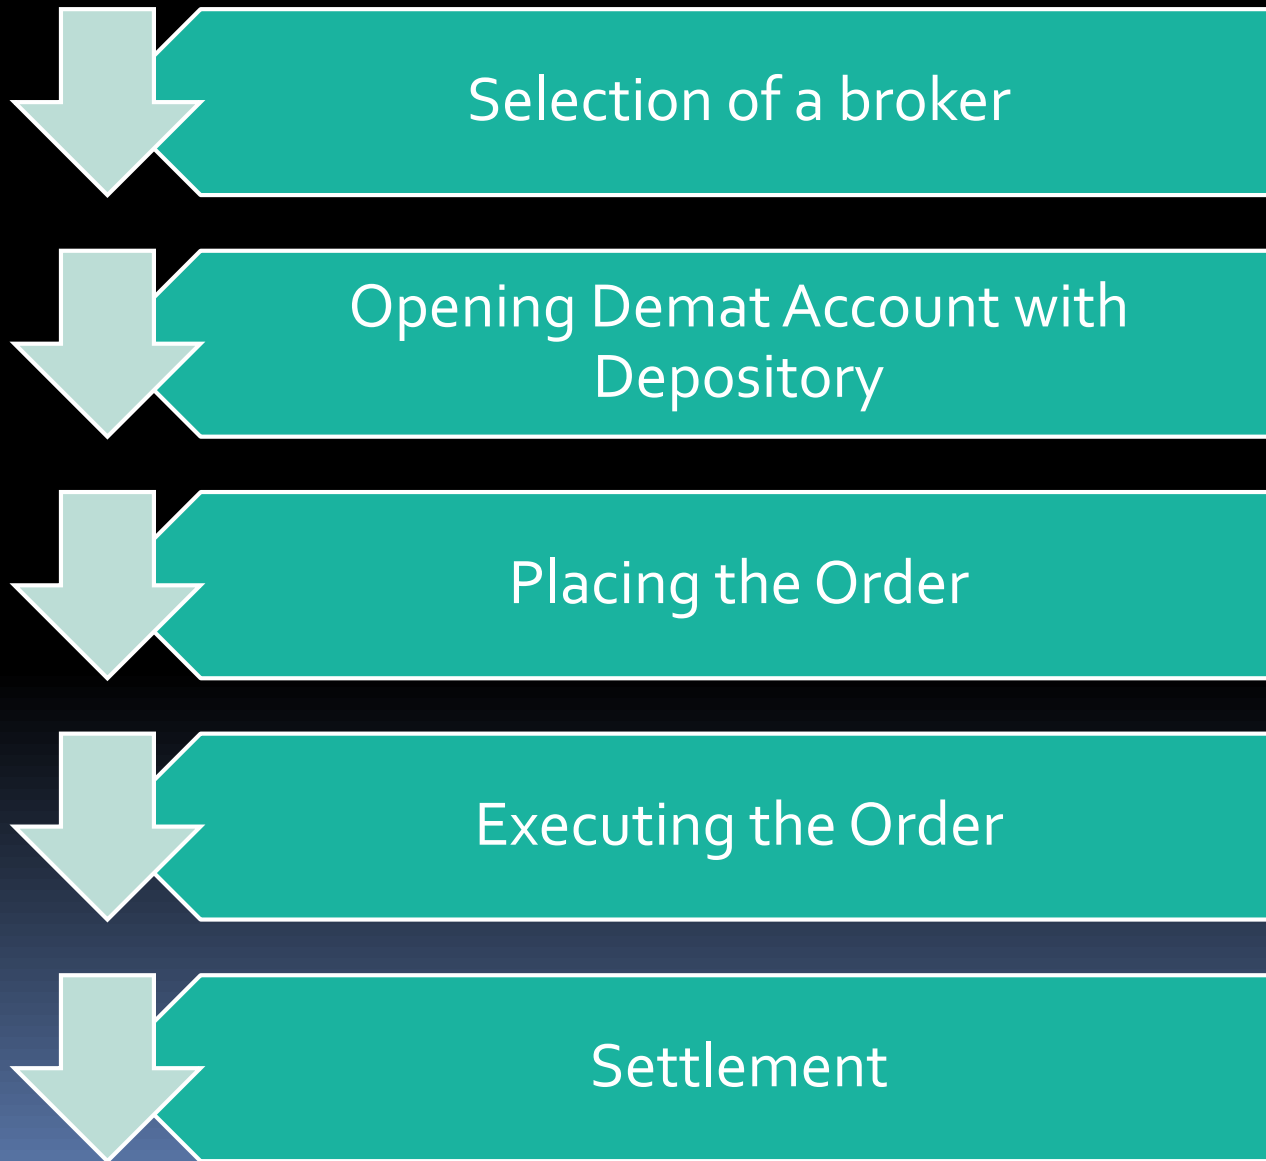 Selection of a broker
Opening Demat Account with
Depository
Placing the Order
Executing the Order
Settlement